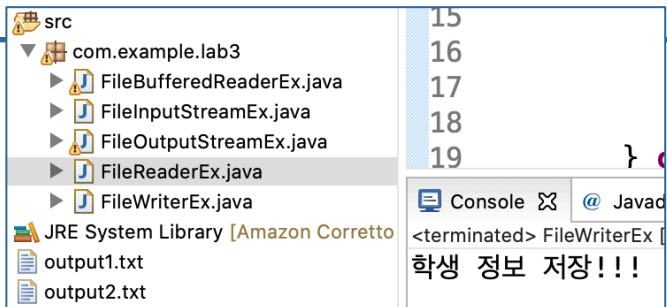 src
com.example.lab3
FileBufferedReaderEx.java
FileInputStreamEx.java
FileOutputStreamEx.java
FileReaderEx.java
FileWriterEx.java
JRE System Library [Amazon Corretto
output1.txt
output2.txt
15
16
17
18
19 }
Console
@ Javad
<terminated> FileWriterEx [
학생 정보 저장!!!